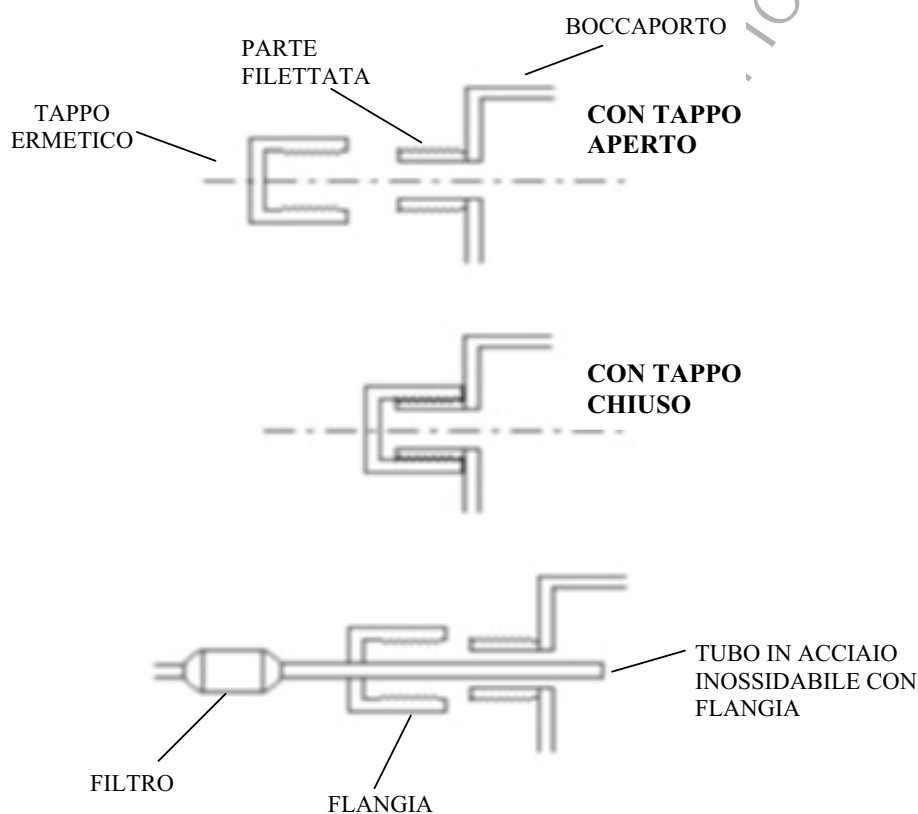 BOCCAPORTO
PARTE
FILETTATA
TAPPO
ERMETICO
CON TAPPO
APERTO
CON TAPPO
CHIUSO
TUBO IN ACCIAIO
INOSSIDABILE CON
FLANGIA
FILTRO
FLANGIA